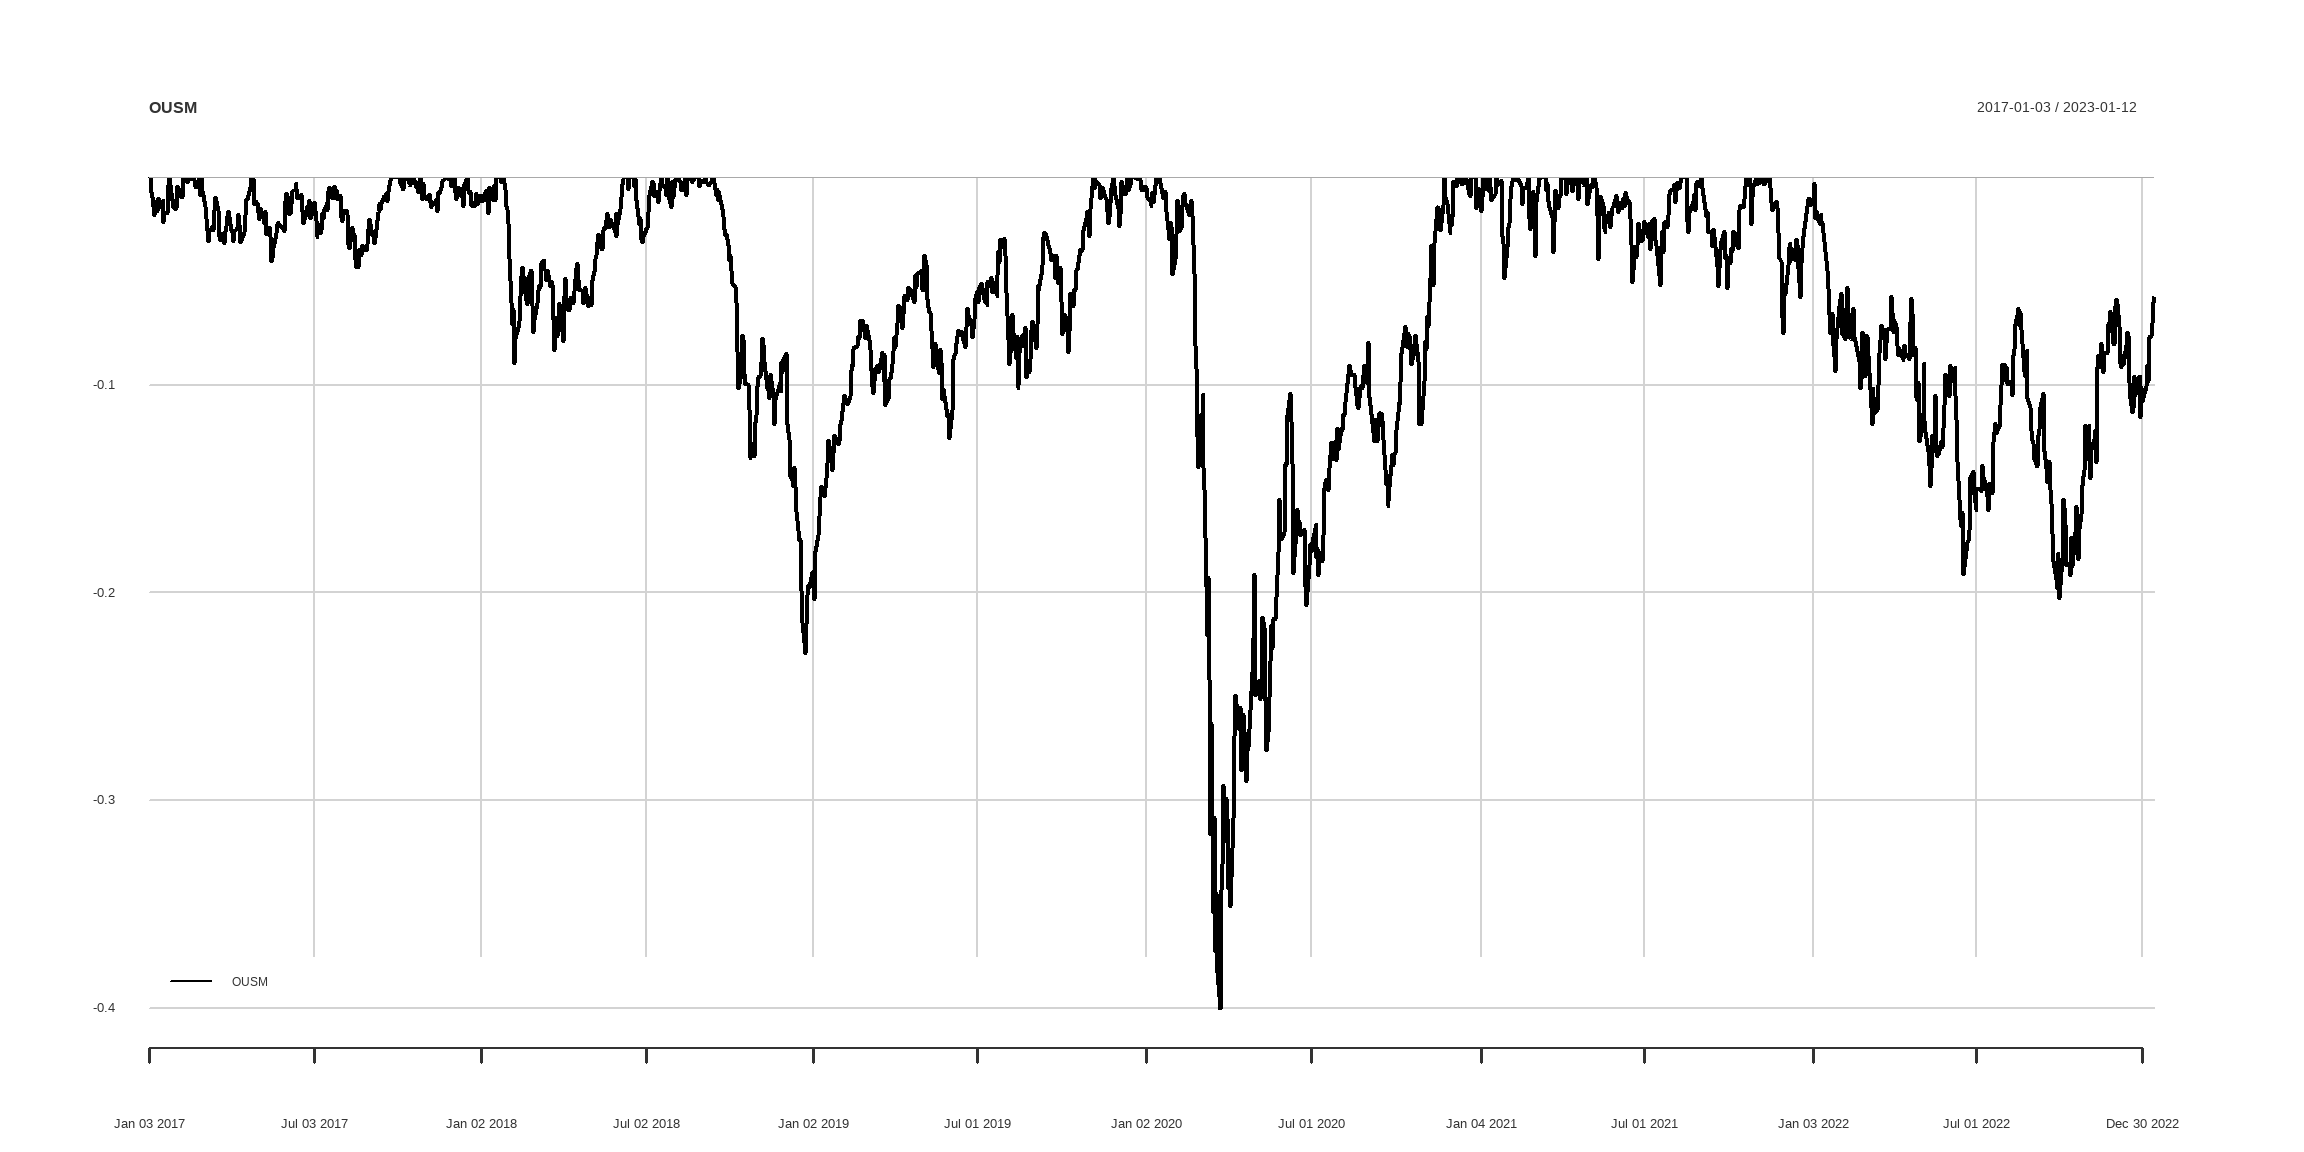 OUSM
2017-01-03 / 2023-01-12
-0.1
-0.2
-0.3
OUSM
-0.4
Jan 03 2017
Jul 03 2017
Jan 02 2018
Jul 02 2018
Jan 02 2019
Jul 01 2019
Jan 02 2020
Jul 01 2020
Jan 04 2021
Jul 01 2021
Jan 03 2022
Jul 01 2022
Dec 30 2022